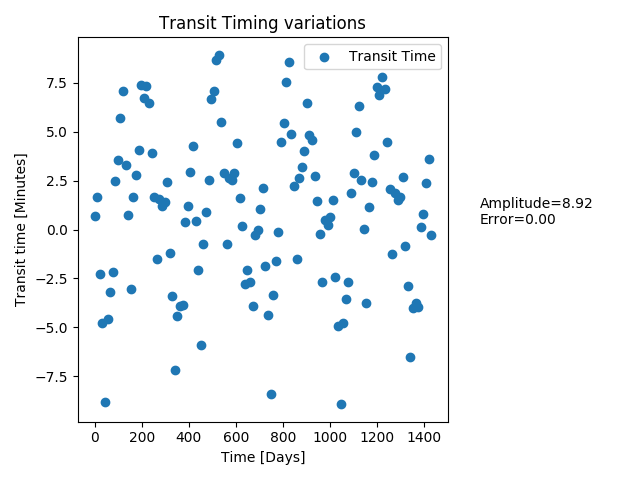 Transit Timing variations
Transit Time
7.5
5.0
2.5
0.0
−2.5
−5.0
−7.5
Transit time [Minutes]
0 200 400 600 800 1000 1200 1400
Time [Days]
Amplitude=8.92
Error=0.00